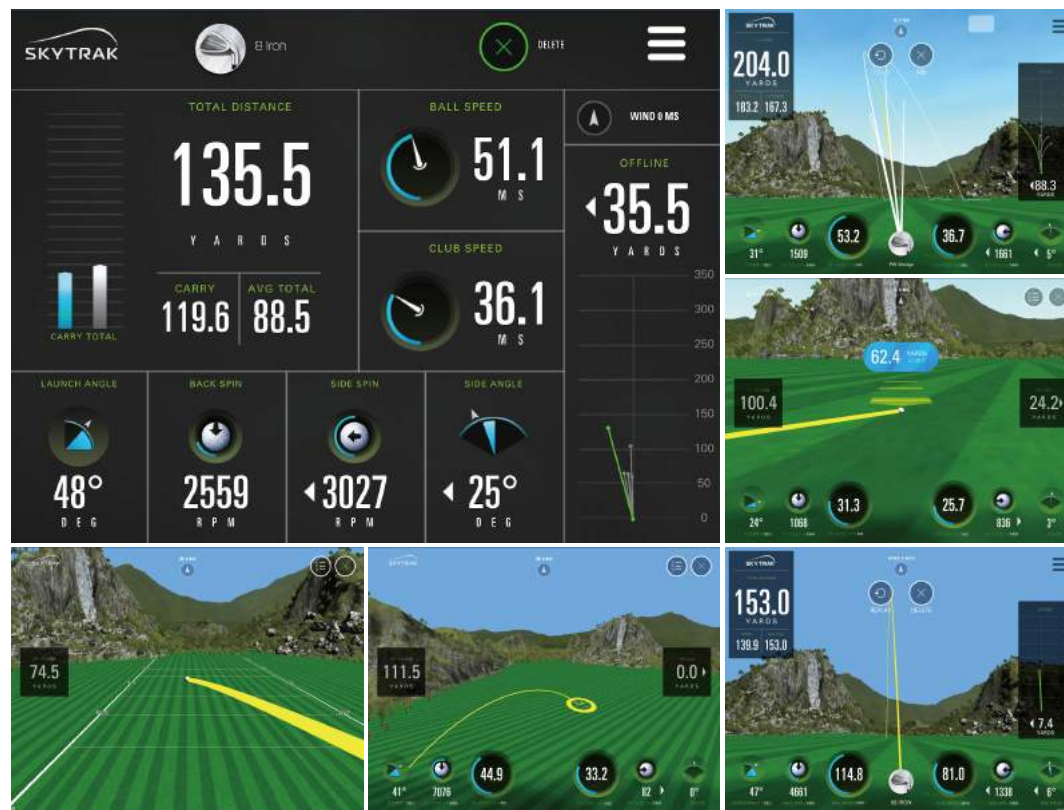 SKYTRAK
8 Iron
DELETE
TOTAL DISTANCE
135.5
YARDS
CARRY
119.6
AVG TOTAL
88.5
CARRY TOTAL
BALL SPEED
51.1
MS
CLUB SPEED
36.1
MS
WIND 0 MS
OFFLINE
35.5
YARDS
350
300
250
200
150
100
50
0
LAUNCH ANGLE
48°
DEG
BACK SPIN
2559
RPM
SIDE SPIN
3027
RPM
SIDE ANGLE
25°
DEG
SKYTRAK
204.0
YARDS
183.2 167.3
88.3
YARDS
31°
1509
53.2
36.7
1661
5°
62.4 YARDS
100.4
YARDS
24.2
YARDS
24°
1068
31.3
25.7
836
3°
74.5
YARDS
SKYTRAK
111.5
YARDS
0.0
YARDS
41°
7076
44.9
33.2
82
0°
SKYTRAK
153.0
YARDS
139.9 153.0
REPLAY
DELETE
7.4
YARDS
47°
4661
114.8
81.0
1338
6°